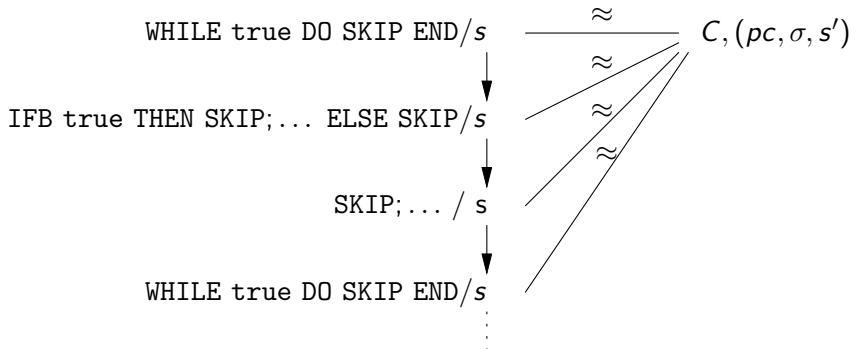 WHILE true DO SKIP END/s ≈ C, (pc, σ, s′)
≈
IFB true THEN SKIP;... ELSE SKIP/s ≈
≈
SKIP;... / s
WHILE true DO SKIP END/s